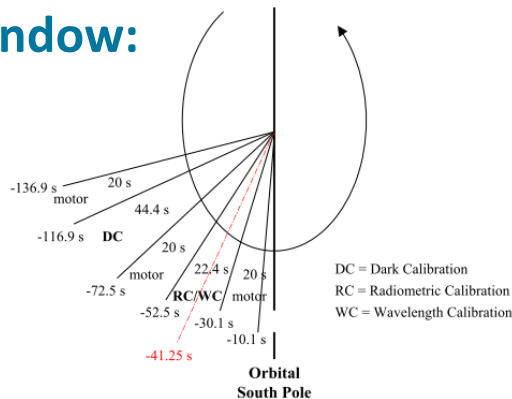 ndow:
-136.9 s
20 s
motor
44.4 s
-116.9 s
DC
20 s
motor
22.4 s
20 s
-72.5 s
RC/WC
motor
-52.5 s
-30.1 s
-10.1 s
-41.25 s
DC = Dark Calibration
RC = Radiometric Calibration
WC = Wavelength Calibration
Orbital
South Pole